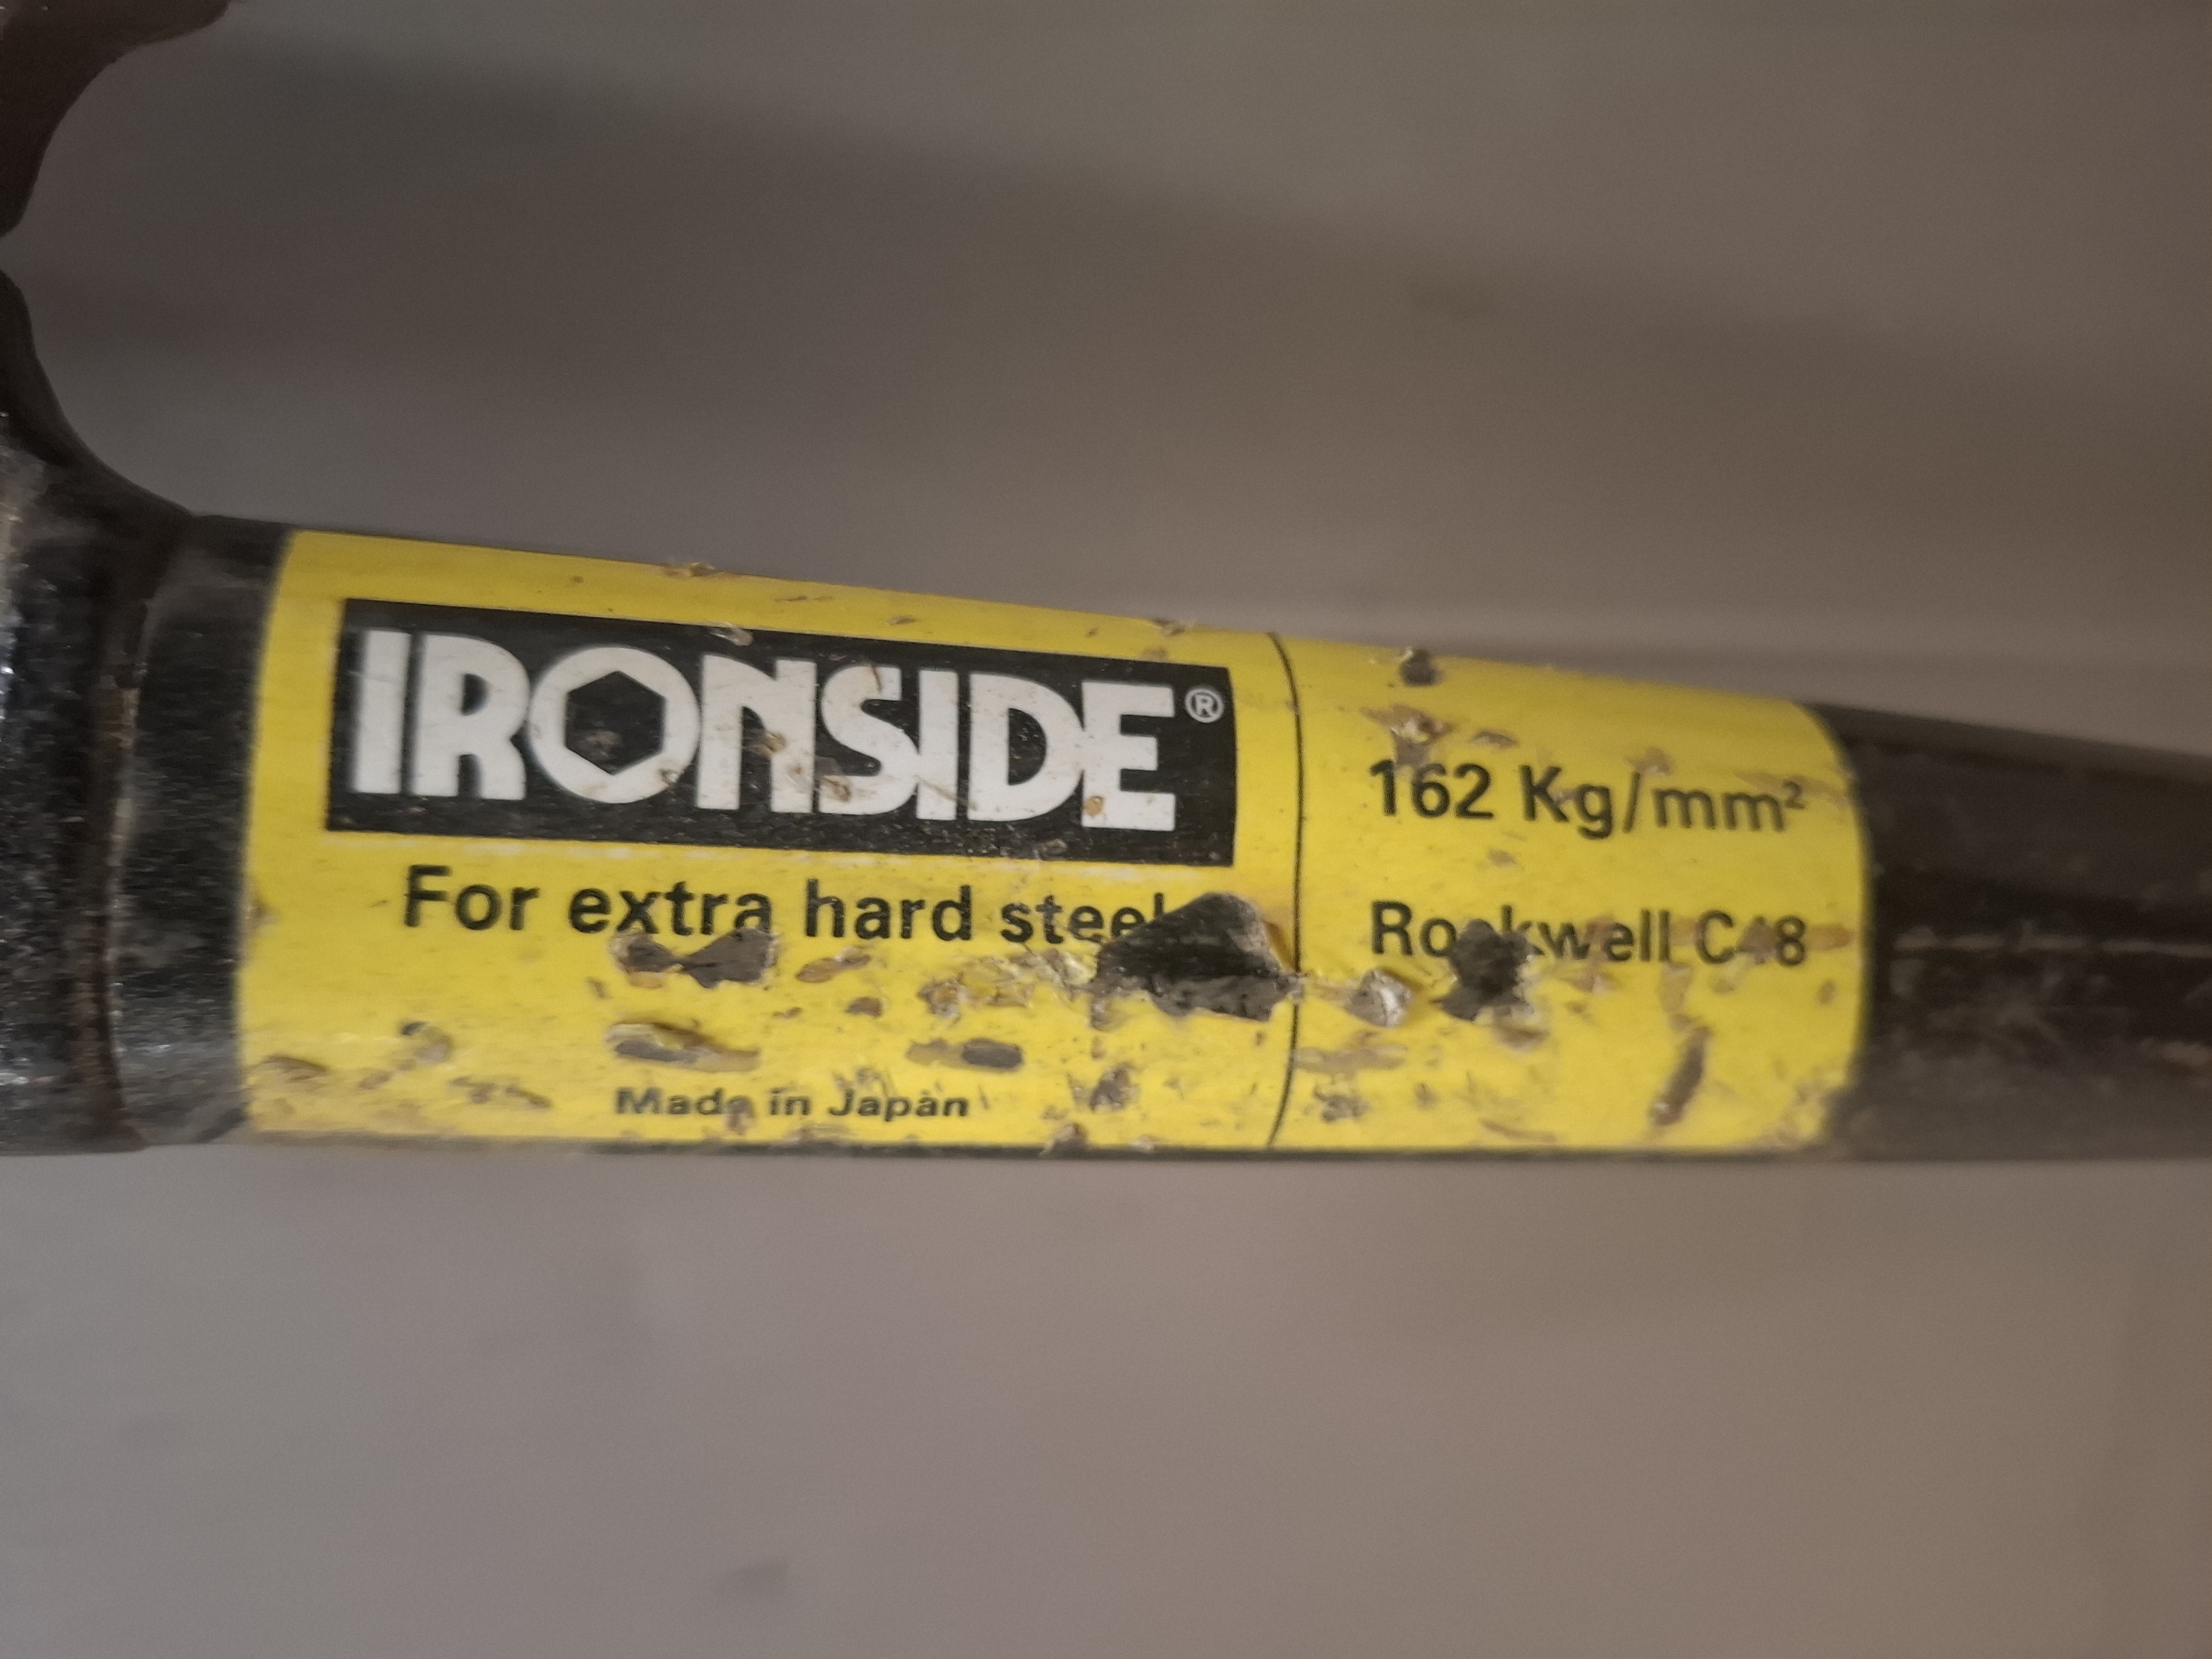 IRONSIDE®
For extra hard steel
Made in Japan
162 Kg/mm²
Rockwell C48